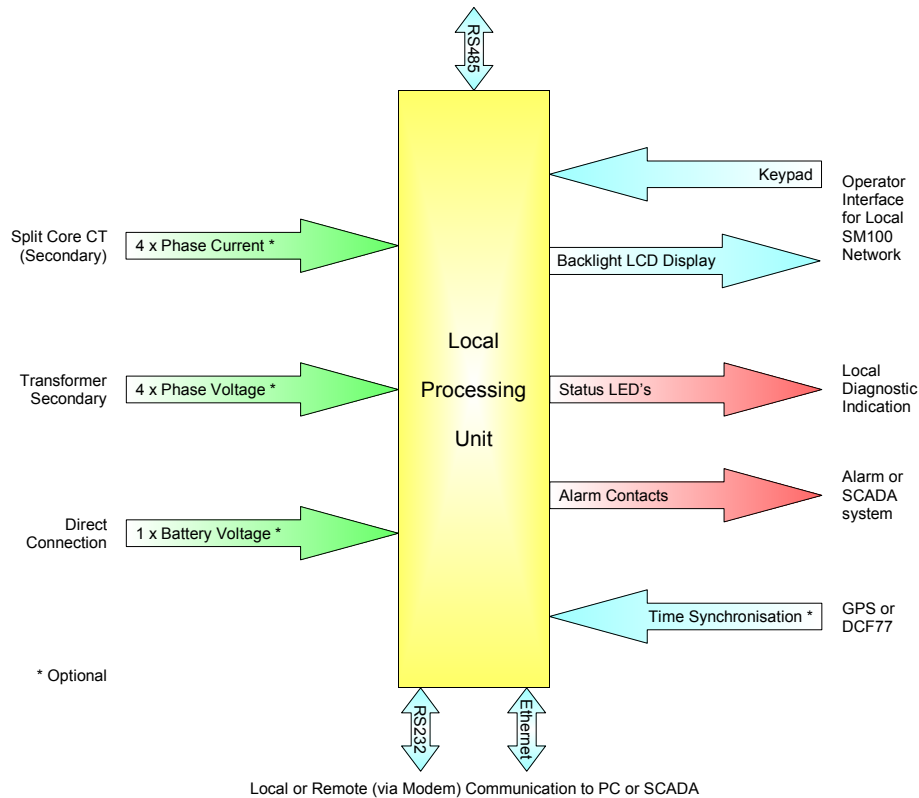 RS485
Keypad
Operator
Interface
for Local
SM100
Network
Split Core CT
(Secondary)
4 x Phase Current *
Backlight LCD Display
Local
Processing
Unit
Transformer
Secondary
4 x Phase Voltage *
Status LED's
Local
Diagnostic
Indication
Alarm Contacts
Alarm or
SCADA
system
Direct
Connection
1 x Battery Voltage *
Time Synchronisation *
GPS or
DCF77
* Optional
RS232
Ethernet
Local or Remote (via Modem) Communication to PC or SCADA